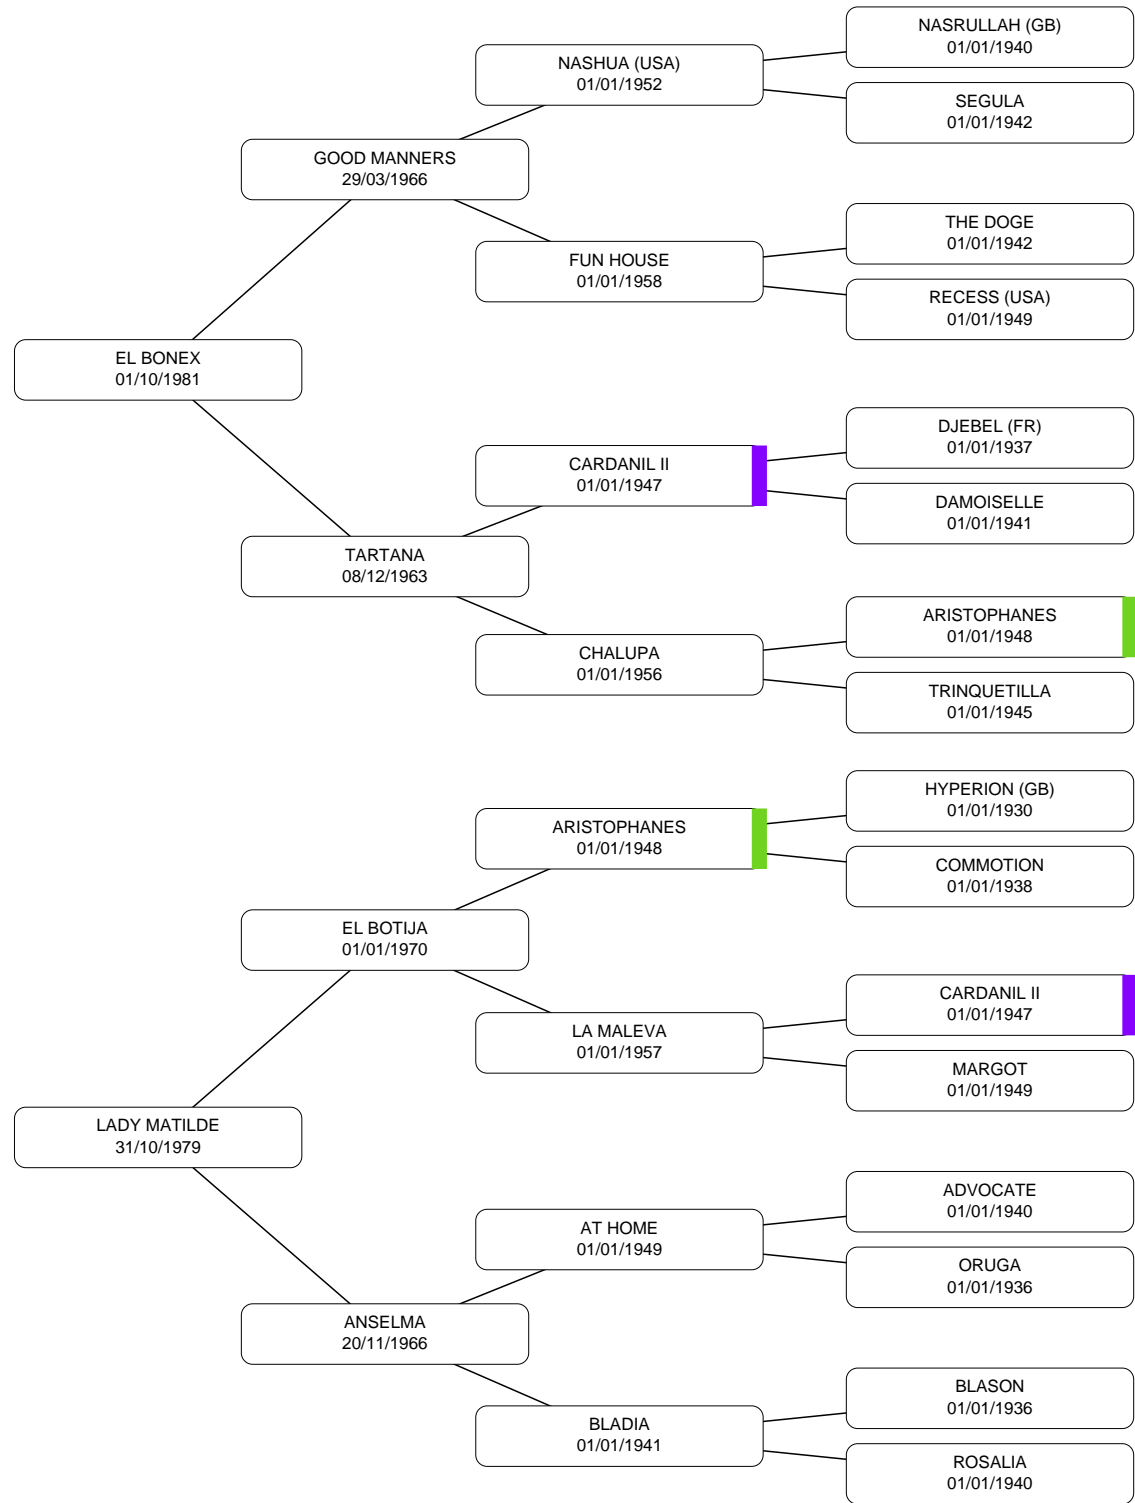 NASRULLAH (GB)
01/01/1940
NASHUA (USA)
01/01/1952
SEGULA
01/01/1942
GOOD MANNERS
29/03/1966
THE DOGE
01/01/1942
FUN HOUSE
01/01/1958
RECESS (USA)
01/01/1949
EL BONEX
01/10/1981
DJEBEL (FR)
01/01/1937
CARDANIL II
01/01/1947
DAMOISELLE
01/01/1941
TARTANA
08/12/1963
ARISTOPHANES
01/01/1948
CHALUPA
01/01/1956
TRINQUETILLA
01/01/1945
HYPERION (GB)
01/01/1930
ARISTOPHANES
01/01/1948
COMMOTION
01/01/1938
EL BOTIJA
01/01/1970
CARDANIL II
01/01/1947
LA MALEVA
01/01/1957
MARGOT
01/01/1949
LADY MATILDE
31/10/1979
ADVOCATE
01/01/1940
AT HOME
01/01/1949
ORUGA
01/01/1936
ANSELMA
20/11/1966
BLASON
01/01/1936
BLADIA
01/01/1941
ROSALIA
01/01/1940